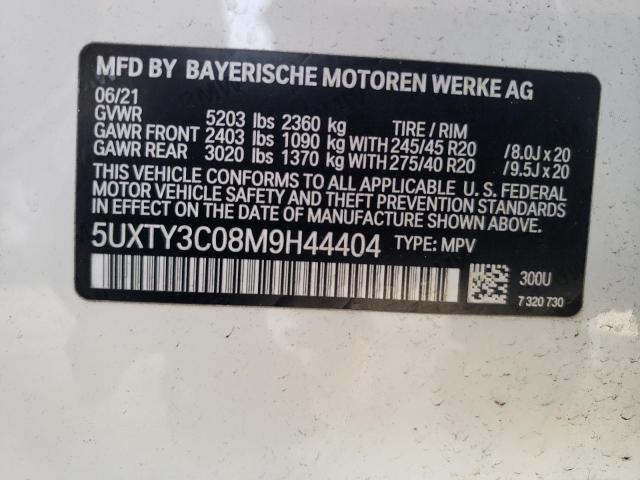 MFD BY BAYERISCHE MOTOREN WERKE AG
06/21
GVWR 5203 lbs 2360 kg TIRE / RIM
GAWR FRONT 2403 lbs 1090 kg WITH 245/45 R20 /8.0J x 20
GAWR REAR 3020 lbs 1370 kg WITH 275/40 R20 /9.5J x 20
THIS VEHICLE CONFORMS TO ALL APPLICABLE U. S. FEDERAL
MOTOR VEHICLE SAFETY AND THEFT PREVENTION STANDARDS
IN EFFECT ON THE DATE OF MANUFACTURE SHOWN ABOVE.
5UXTY3C08M9H44404 TYPE: MPV
300U
7 320 730